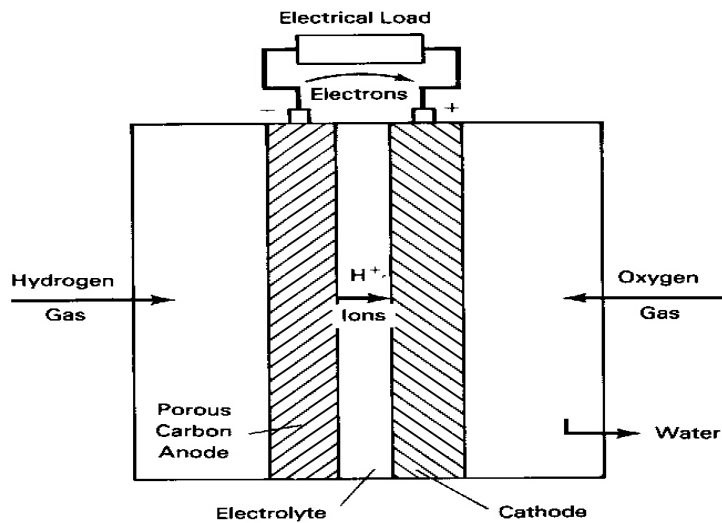 Electrical Load
Electrons
− +
Hydrogen
Gas
H+
Ions
Oxygen
Gas
Porous
Carbon
Anode
Water
Electrolyte
Cathode